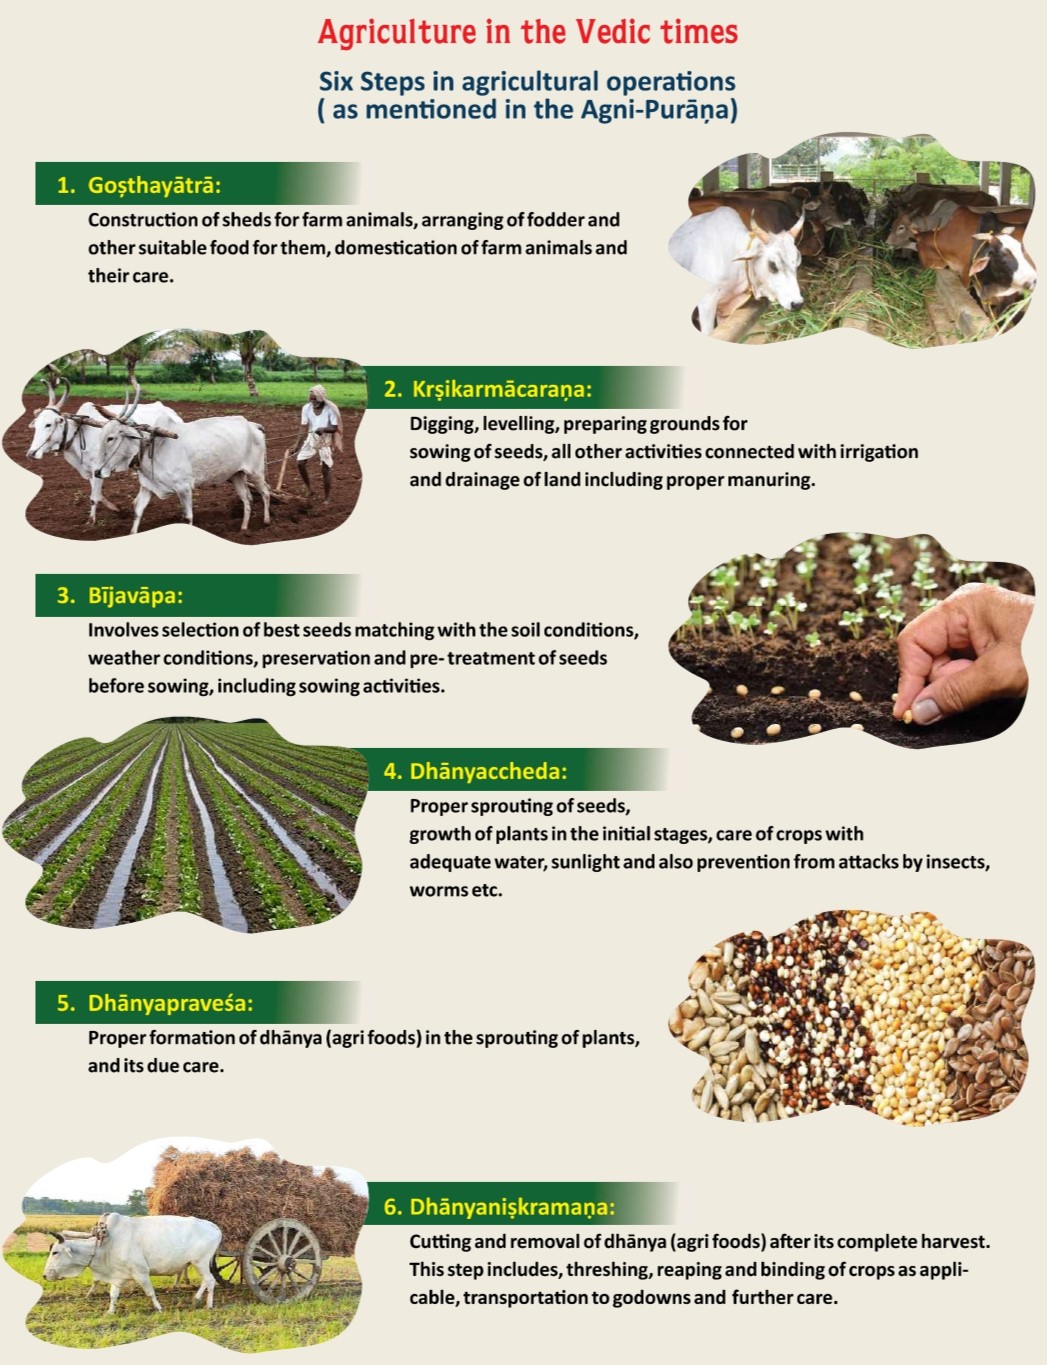 Agriculture in the Vedic times
Six Steps in agricultural operations
( as mentioned in the Agni-Purāṇa)
1. Goṣthayātrā:
Construction of sheds for farm animals, arranging of fodder and
other suitable food for them, domestication of farm animals and
their care.
2. Krṣikarmācaraṇa:
Digging, levelling, preparing grounds for
sowing of seeds, all other activities connected with irrigation
and drainage of land including proper manuring.
3. Bījavāpa:
Involves selection of best seeds matching with the soil conditions,
weather conditions, preservation and pre- treatment of seeds
before sowing, including sowing activities.
4. Dhānyaccheda:
Proper sprouting of seeds,
growth of plants in the initial stages, care of crops with
adequate water, sunlight and also prevention from attacks by insects,
worms etc.
5. Dhānyapraveśa:
Proper formation of dhānya (agri foods) in the sprouting of plants,
and its due care.
6. Dhānyaniṣkramaṇa:
Cutting and removal of dhānya (agri foods) after its complete harvest.
This step includes, threshing, reaping and binding of crops as appli-
cable, transportation to godowns and further care.